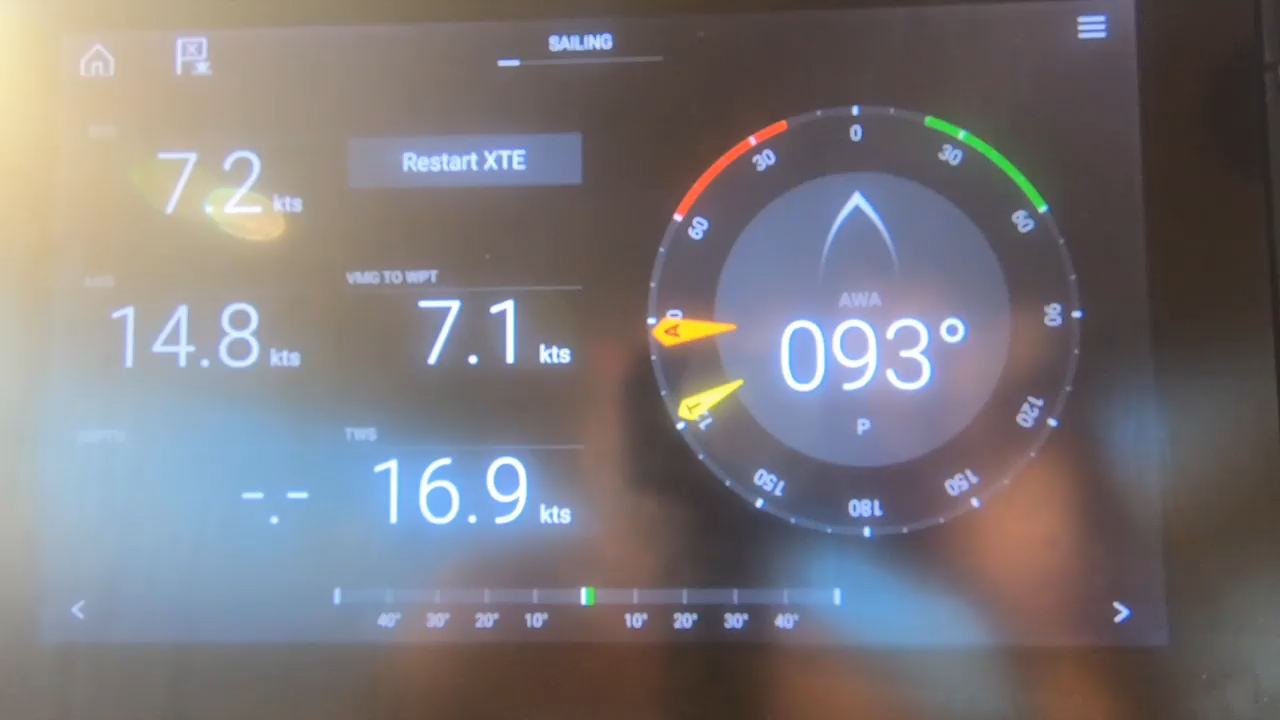 SAILING
7.2 kts
Restart XTE
14.8 kts
VMG TO WPT
7.1 kts
-.-
TWS
16.9 kts
0
30
30
60
60
90
120
150
150
180
A
T
AWA
093°
P
40° 30° 20° 10° 10° 20° 30° 40°